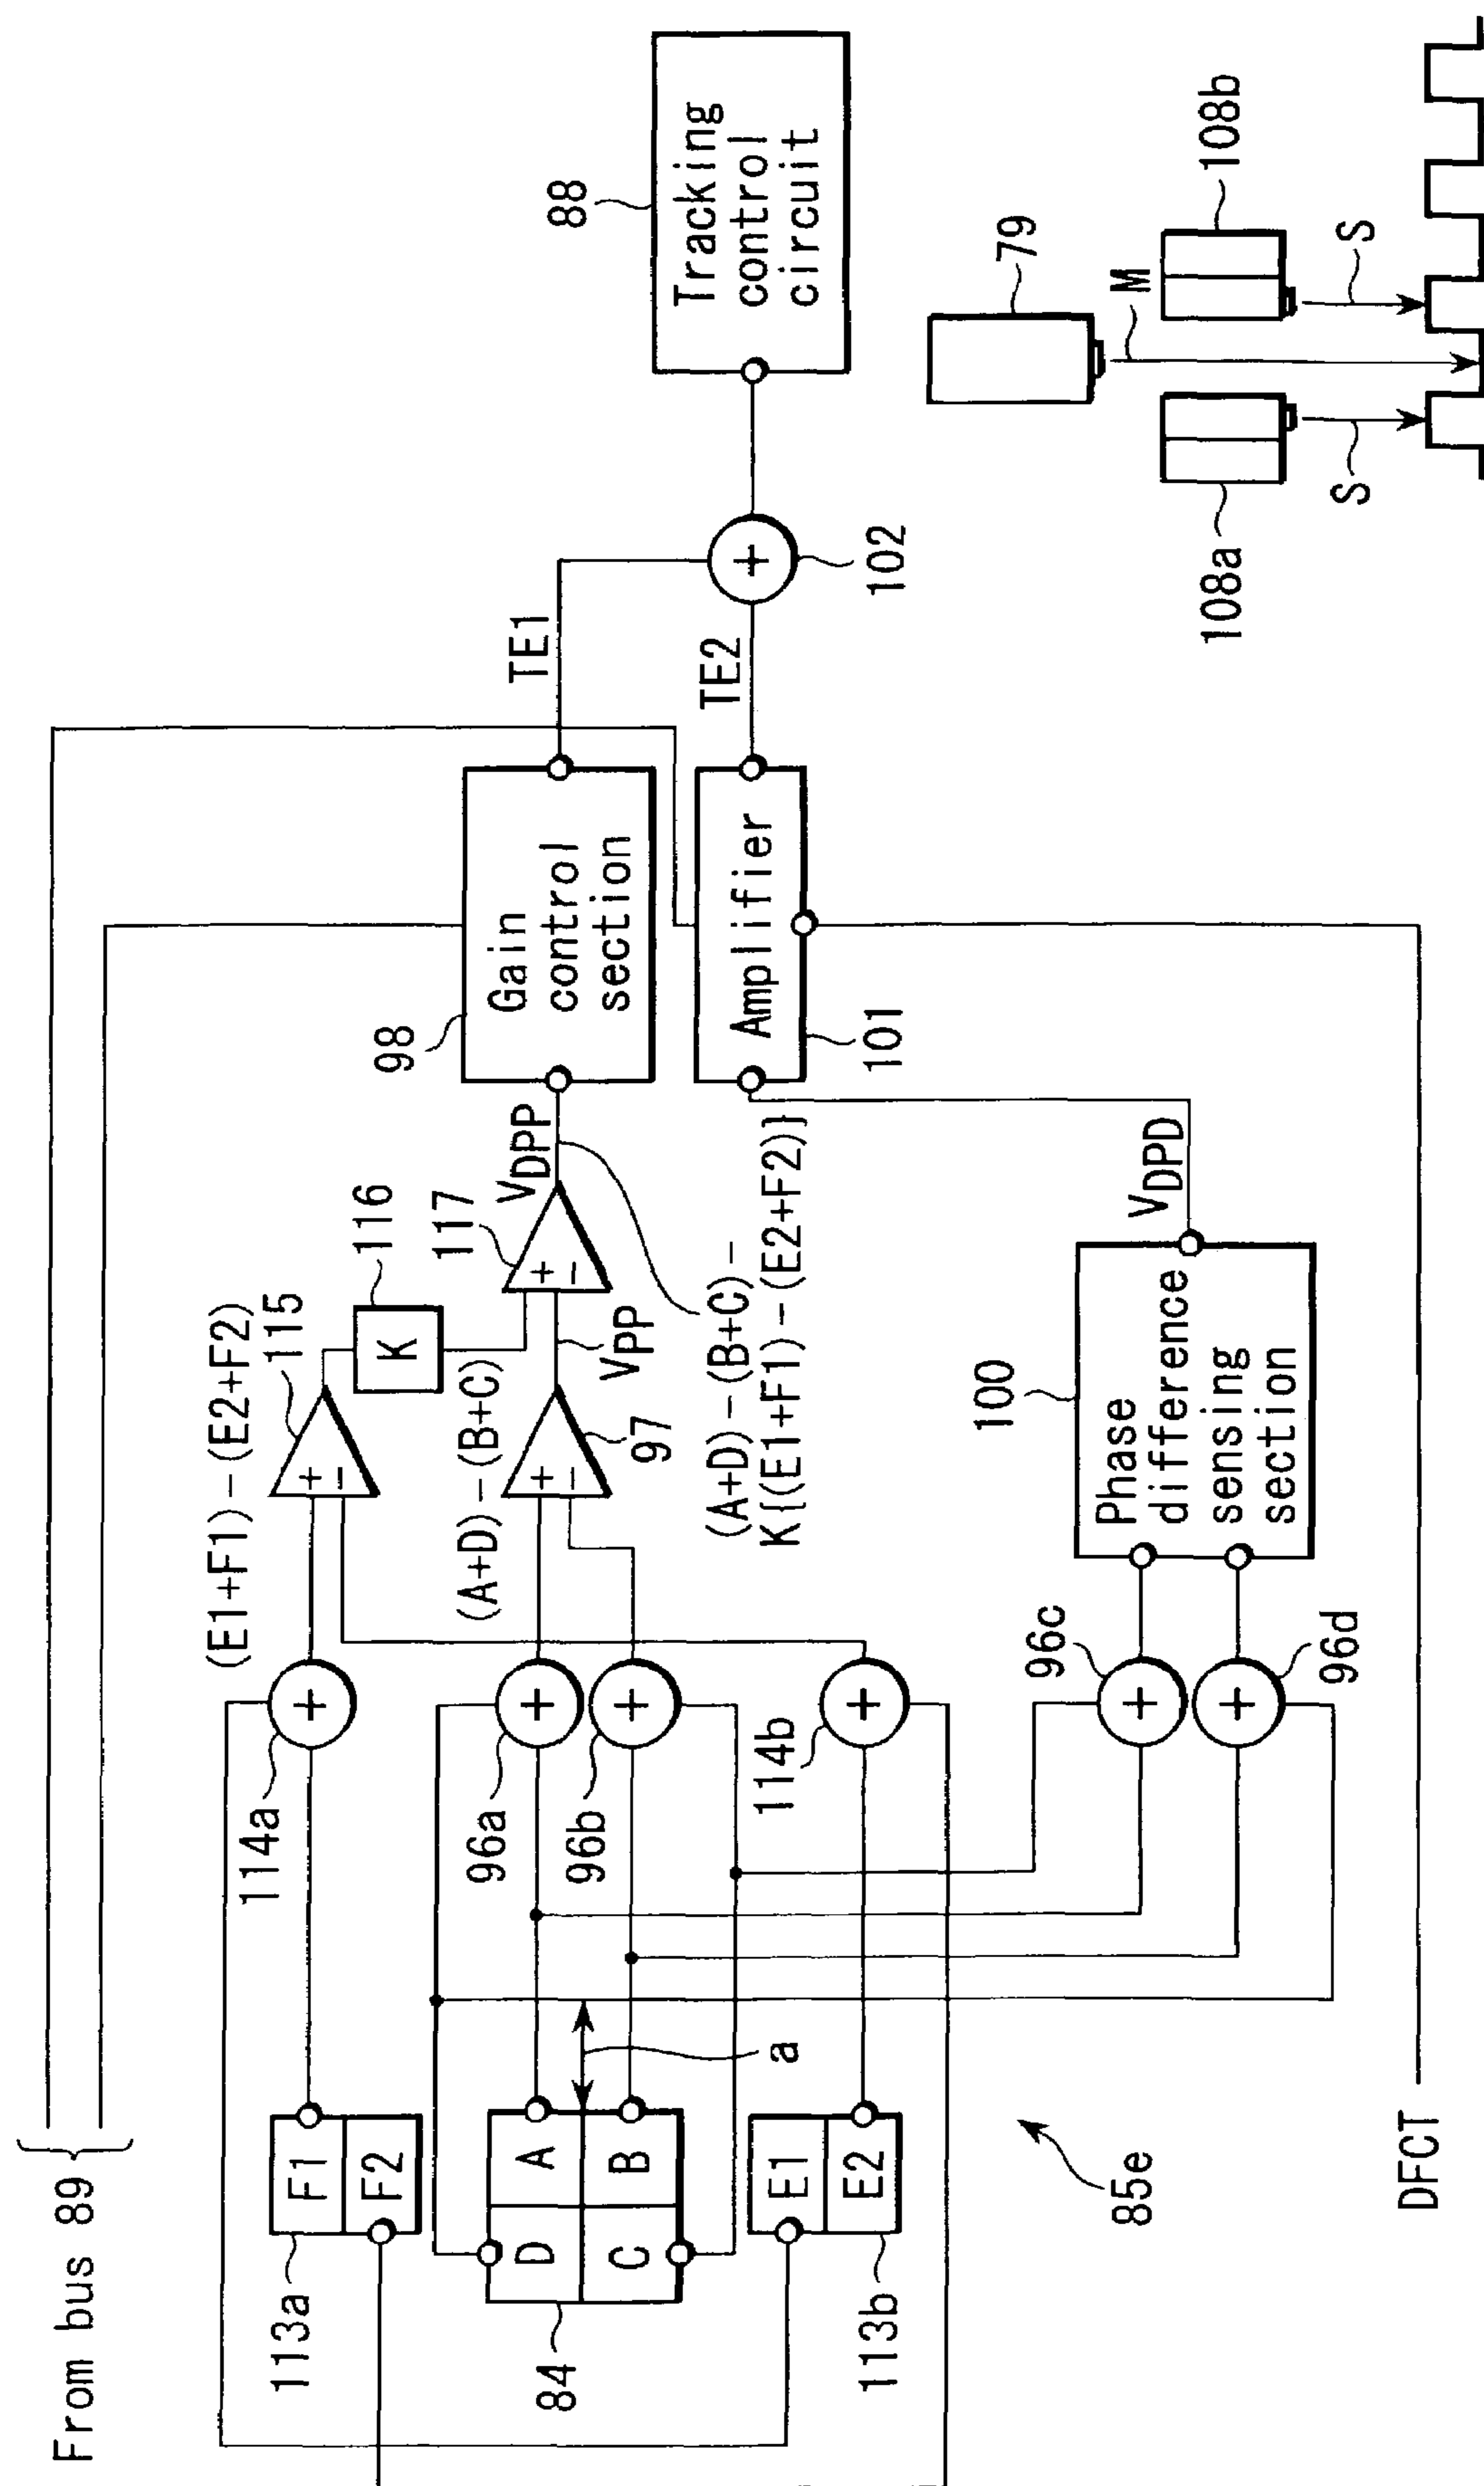 From bus 89
113a
F1
F2
84
D
A
C
B
113b
E1
E2
a
85e
DFCT
114a
+
96a
+
96b
+
114b
+
96c
+
96d
+
(E1+F1)-(E2+F2)
115
+
-
(A+D)-(B+C)
97
+
-
116
K
VPP
117
+
-
VDPP
(A+D)-(B+C)-
K{(E1+F1)-(E2+F2)}
100
Phase
difference
sensing
section
VDPD
98
Gain
control
section
101
Amplifier
TE1
TE2
+
102
88
Tracking
control
circuit
79
M
108a
S
108b
S